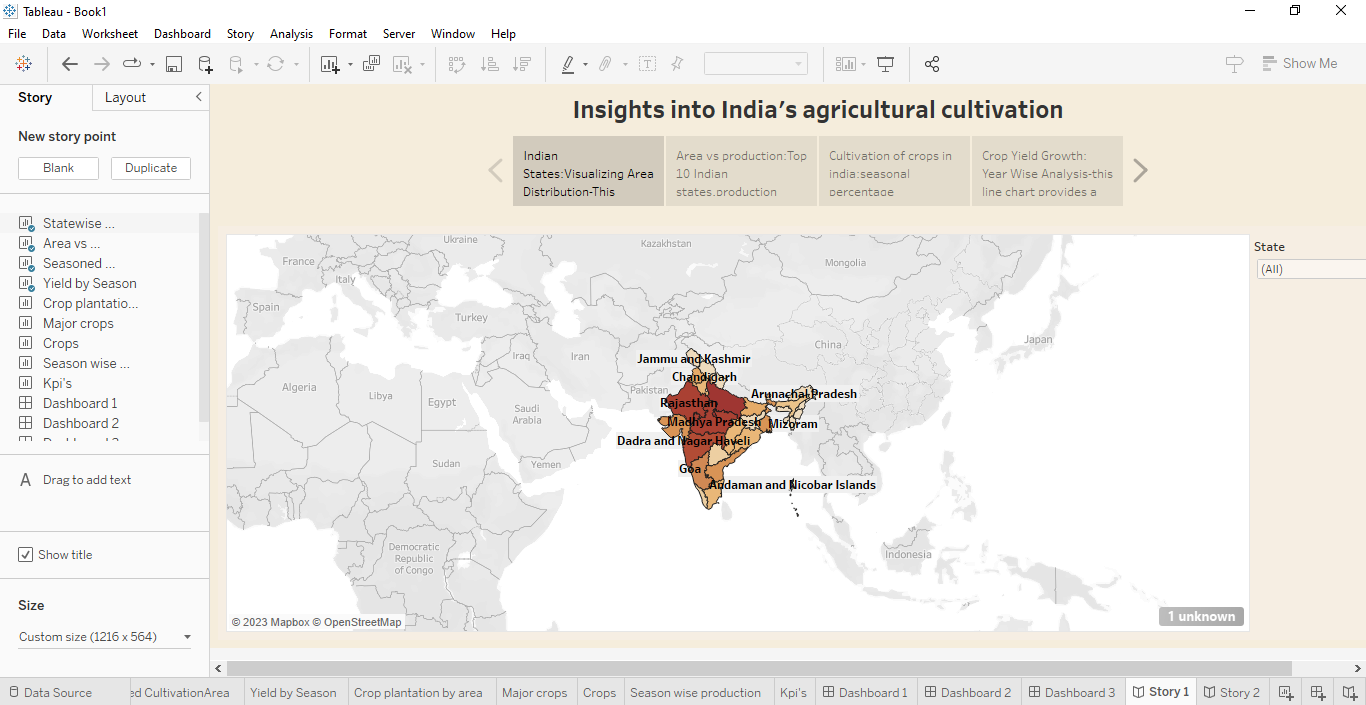 Tableau - Book1
File Data Worksheet Dashboard Story Analysis Format Server Window Help
Show Me
Story Layout
New story point
Blank Duplicate
Statewise ...
Area vs ...
Seasoned ...
Yield by Season
Crop plantatio...
Major crops
Crops
Season wise ...
Kpi's
Dashboard 1
Dashboard 2
A Drag to add text
Show title
Size
Custom size (1216 x 564)
Insights into India's agricultural cultivation
Indian
States:Visualizing Area
Distribution-This
Area vs production:Top
10 Indian
states.production
Cultivation of crops in
india:seasonal
percentage
Crop Yield Growth:
Year Wise Analysis-this
line chart provides a
State
(All)
Ukraine
Kazakhstan
France
Mongolia
Italy
Spain
Turkey
Japan
China
Iraq
Iran
Jammu and Kashmir
Chandigarh
Algeria
Libya
Pakistan
Arunachal Pradesh
Egypt
Rajasthan
Saudi
Arabia
Madhya Pradesh
Mizoram
Dadra and Nagar Haveli
Sudan
Yemen
Goa
Andaman and Nicobar Islands
Democratic
Republic
of Congo
Indonesia
© 2023 Mapbox © OpenStreetMap
1 unknown
Data Source ed CultivationArea Yield by Season Crop plantation by area Major crops Crops Season wise production Kpi's Dashboard 1 Dashboard 2 Dashboard 3 Story 1 Story 2